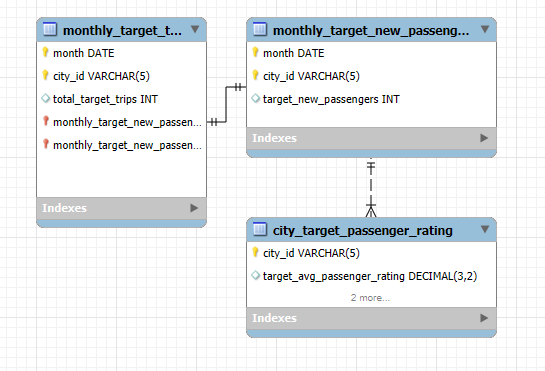 monthly_target_t...
month DATE
city_id VARCHAR(5)
total_target_trips INT
monthly_target_new_passen...
monthly_target_new_passen...
Indexes
monthly_target_new_passeng...
month DATE
city_id VARCHAR(5)
target_new_passengers INT
Indexes
city_target_passenger_rating
city_id VARCHAR(5)
target_avg_passenger_rating DECIMAL(3,2)
2 more...
Indexes